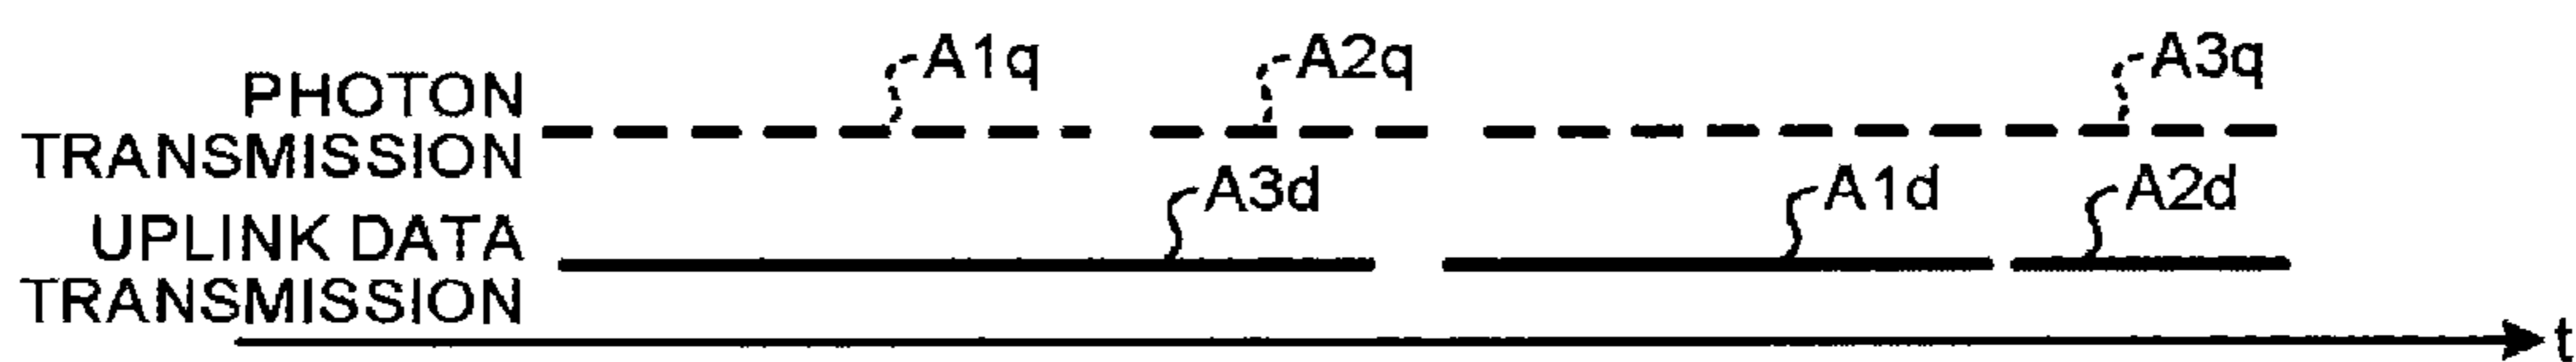 A1q A2q A3q
PHOTON
TRANSMISSION
A3d A1d A2d
UPLINK DATA
TRANSMISSION
t